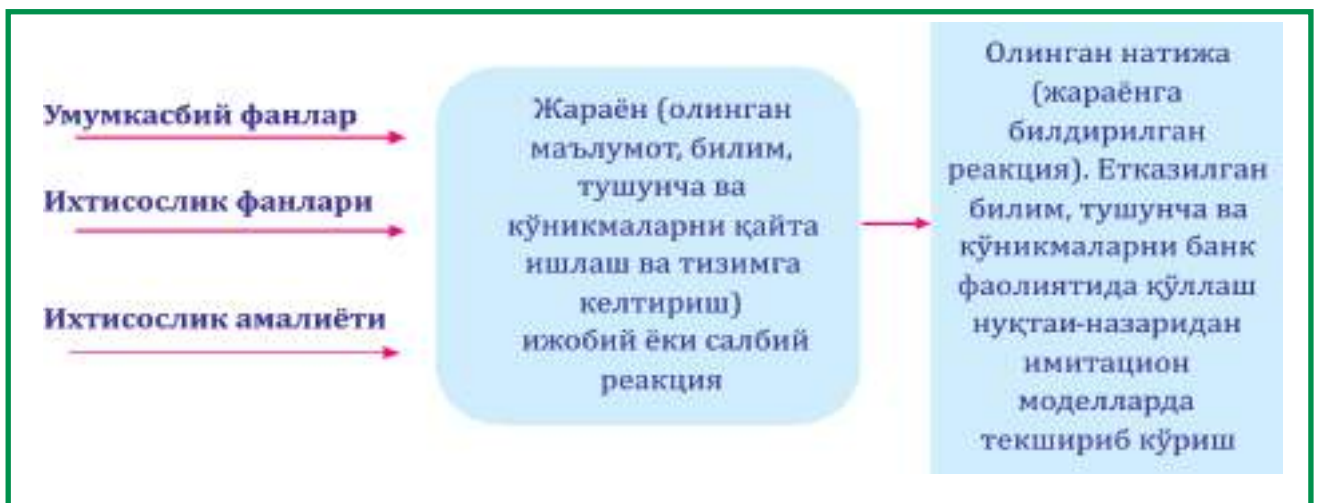 Умумкасбий фанлар
Ихтисослик фанлари
Ихтисослик амалиёти
Жараён (олинган
маълумот, билим,
тушунча ва
кўникмаларни қайта
ишлаш ва тизимга
келтириш)
ижобий ёки салбий
реакция
Олинган натижа
(жараёнга
билдирилган
реакция). Етказилган
билим, тушунча ва
кўникмаларни банк
фаолиятида қўллаш
нуқтаи-назаридан
имитацион
моделларда
текшириб кўриш